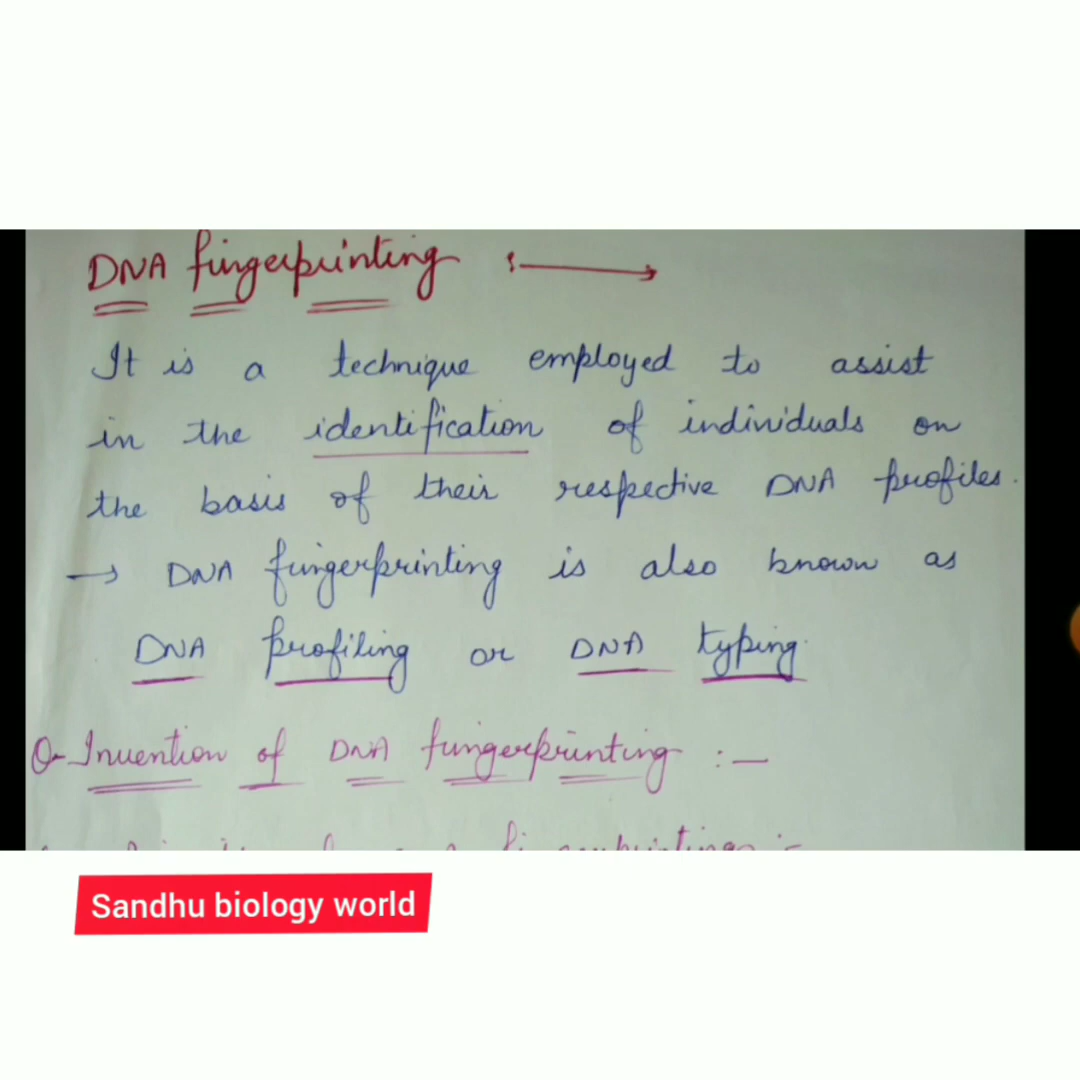 DNA fingerprinting :→
It is a technique employed to assist
in the identification of individuals on
the basis of their respective DNA profiles.
→ DNA fingerprinting is also known as
DNA profiling or DNA typing.
Q- Invention of DNA fingerprinting :-
Sandhu biology world